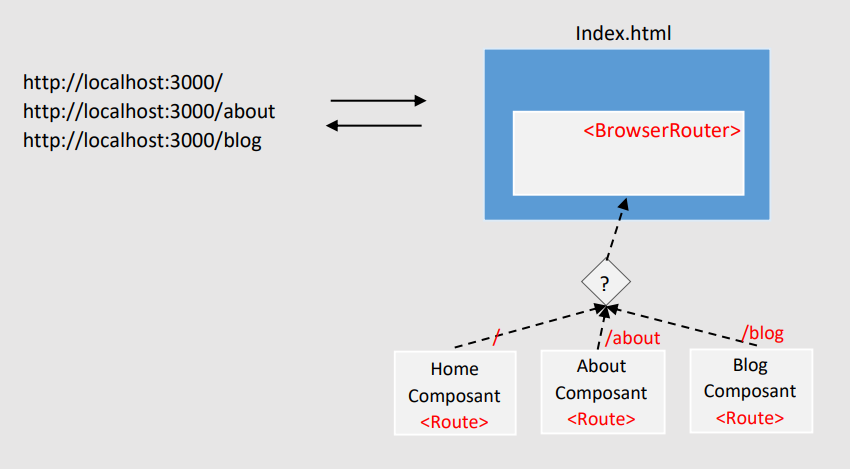 Index.html
http://localhost:3000/
http://localhost:3000/about
http://localhost:3000/blog
<BrowserRouter>
?
/
/about
/blog
Home
Composant
<Route>
About
Composant
<Route>
Blog
Composant
<Route>